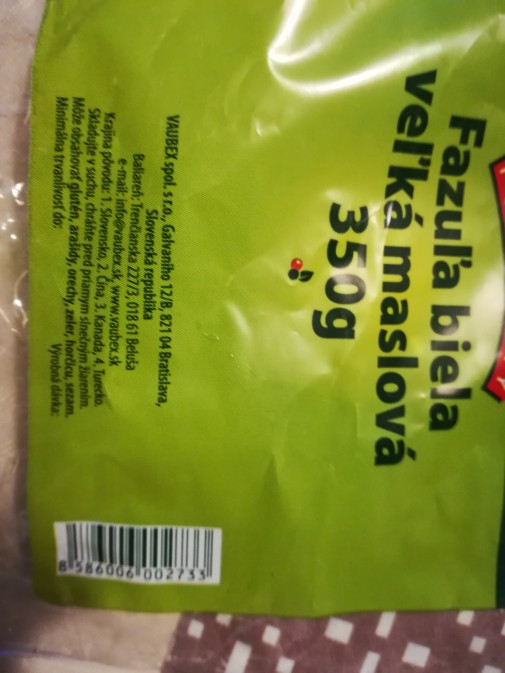 Fazuľa biela
veľká maslová
350g
VAUBEX spol. s r.o., Galvaniho 12/B, 821 04 Bratislava,
Slovenská republika
Baliareň: Trenčianska 2273, 018 61 Beluša
e-mail: info@vaubex.sk, www.vaubex.sk
Krajina pôvodu: 1. Slovensko, 2. Čína, 3. Kanada, 4. Turecko.
Skladujte v suchu, chráňte pred priamym slnečným žiarením.
Môže obsahovať glutén, arašidy, orechy, zeler, horčicu, sezam.
Minimálna trvanlivosť do: Výrobná dávka:
8 586006 002733